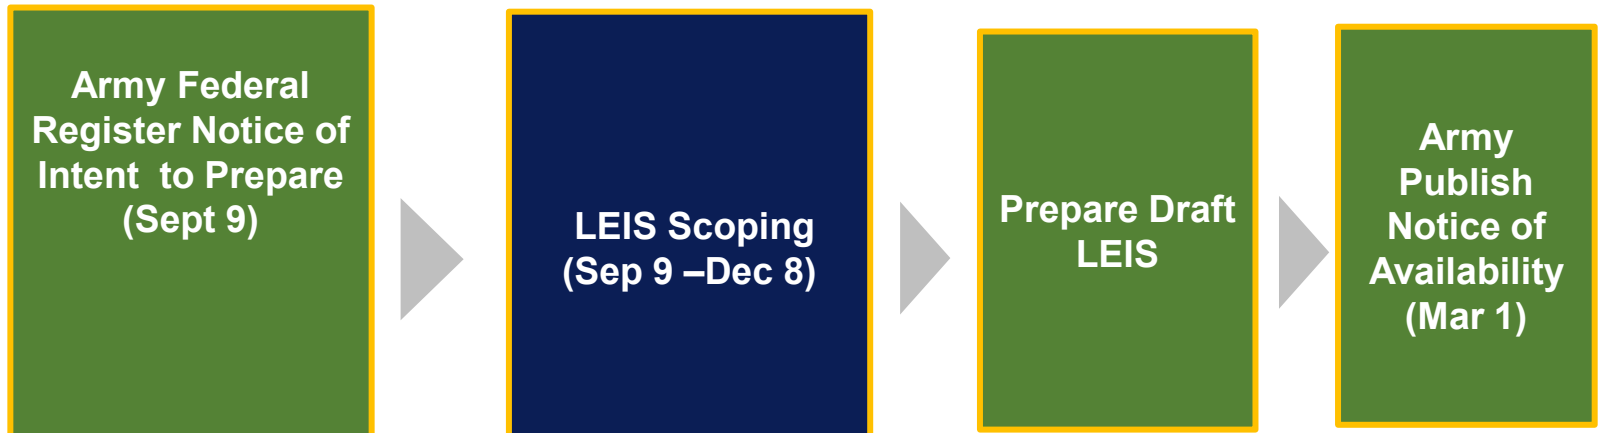 Army Federal
Register Notice of
Intent  to Prepare
(Sept 9)
LEIS Scoping
(Sep 9 –Dec 8)
Prepare Draft
LEIS
Army
Publish
Notice of
Availability
(Mar 1)